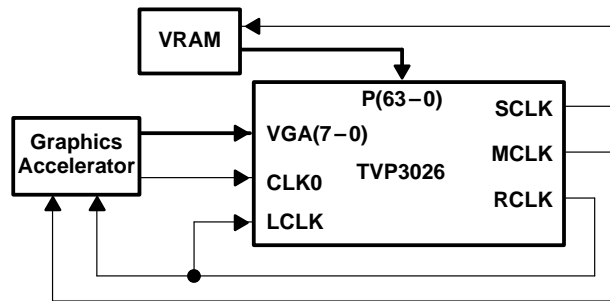 VRAM
P(63–0)
SCLK
Graphics
Accelerator
VGA(7–0)
MCLK
TVP3026
CLK0
RCLK
LCLK